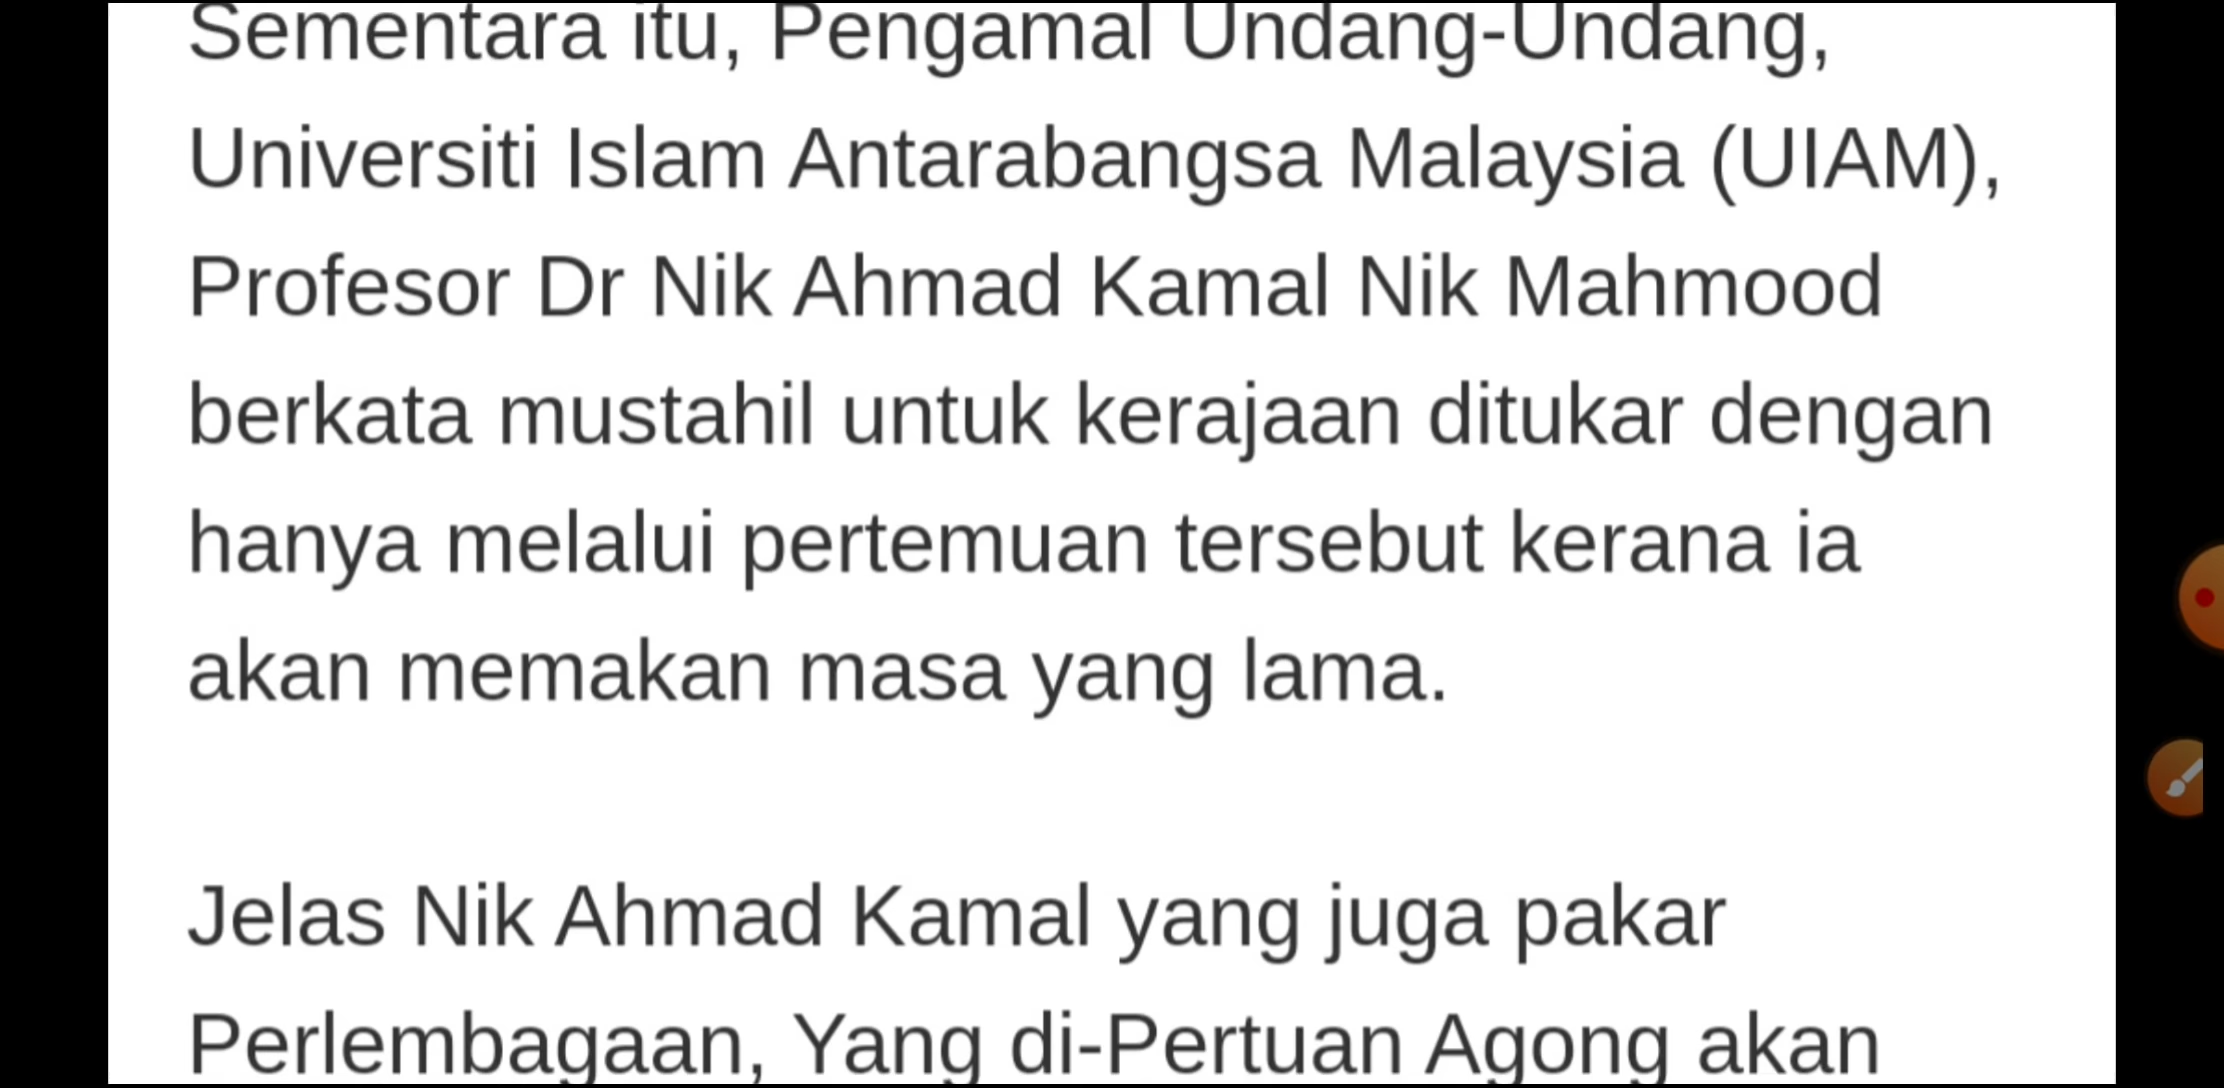 Sementara itu, Pengamal Undang-Undang,
Universiti Islam Antarabangsa Malaysia (UIAM),
Profesor Dr Nik Ahmad Kamal Nik Mahmood
berkata mustahil untuk kerajaan ditukar dengan
hanya melalui pertemuan tersebut kerana ia
akan memakan masa yang lama.
Jelas Nik Ahmad Kamal yang juga pakar
Perlembagaan, Yang di-Pertuan Agong akan